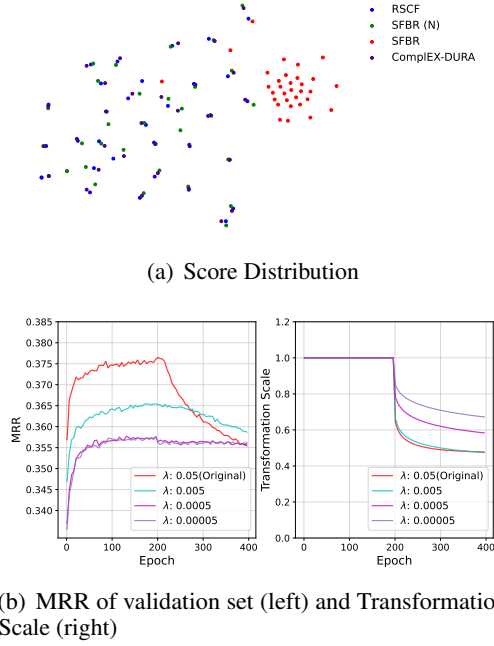 RSCF
SFBR (N)
SFBR
ComplEX-DURA
(a) Score Distribution
0.385
0.380
0.375
0.370
0.365
0.360
0.355
0.350
0.345
0.340
MRR
0
100
200
300
400
Epoch
λ: 0.05(Original)
λ: 0.005
λ: 0.0005
λ: 0.00005
1.2
1.0
0.8
0.6
0.4
0.2
0.0
Transformation Scale
0
100
200
300
400
Epoch
λ: 0.05(Original)
λ: 0.005
λ: 0.0005
λ: 0.00005
(b) MRR of validation set (left) and Transformatio
Scale (right)